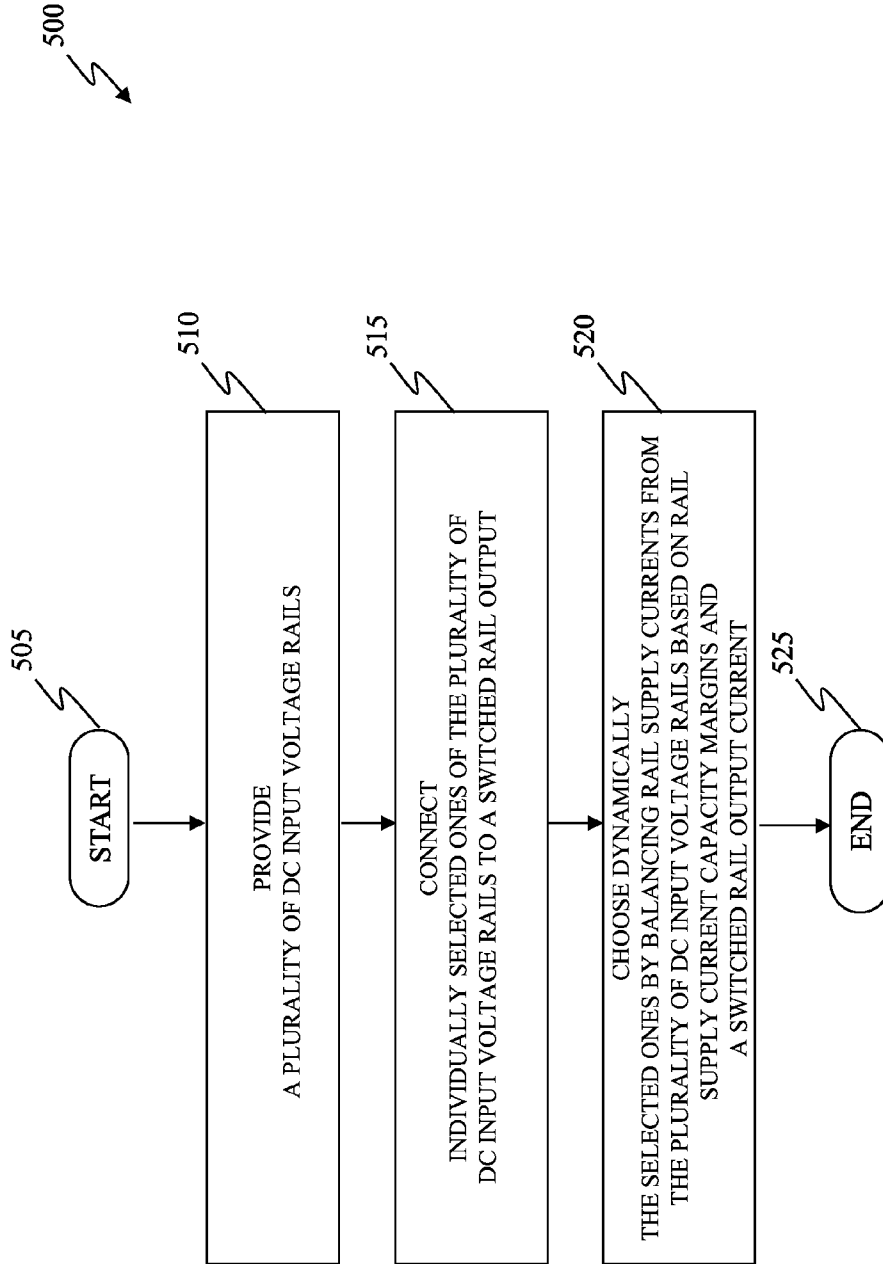 500
505
START
510
PROVIDE
A PLURALITY OF DC INPUT VOLTAGE RAILS
515
CONNECT
INDIVIDUALLY SELECTED ONES OF THE PLURALITY OF
DC INPUT VOLTAGE RAILS TO A SWITCHED RAIL OUTPUT
520
CHOOSE DYNAMICALLY
THE SELECTED ONES BY BALANCING RAIL SUPPLY CURRENTS FROM
THE PLURALITY OF DC INPUT VOLTAGE RAILS BASED ON RAIL
SUPPLY CURRENT CAPACITY MARGINS AND
A SWITCHED RAIL OUTPUT CURRENT
525
END